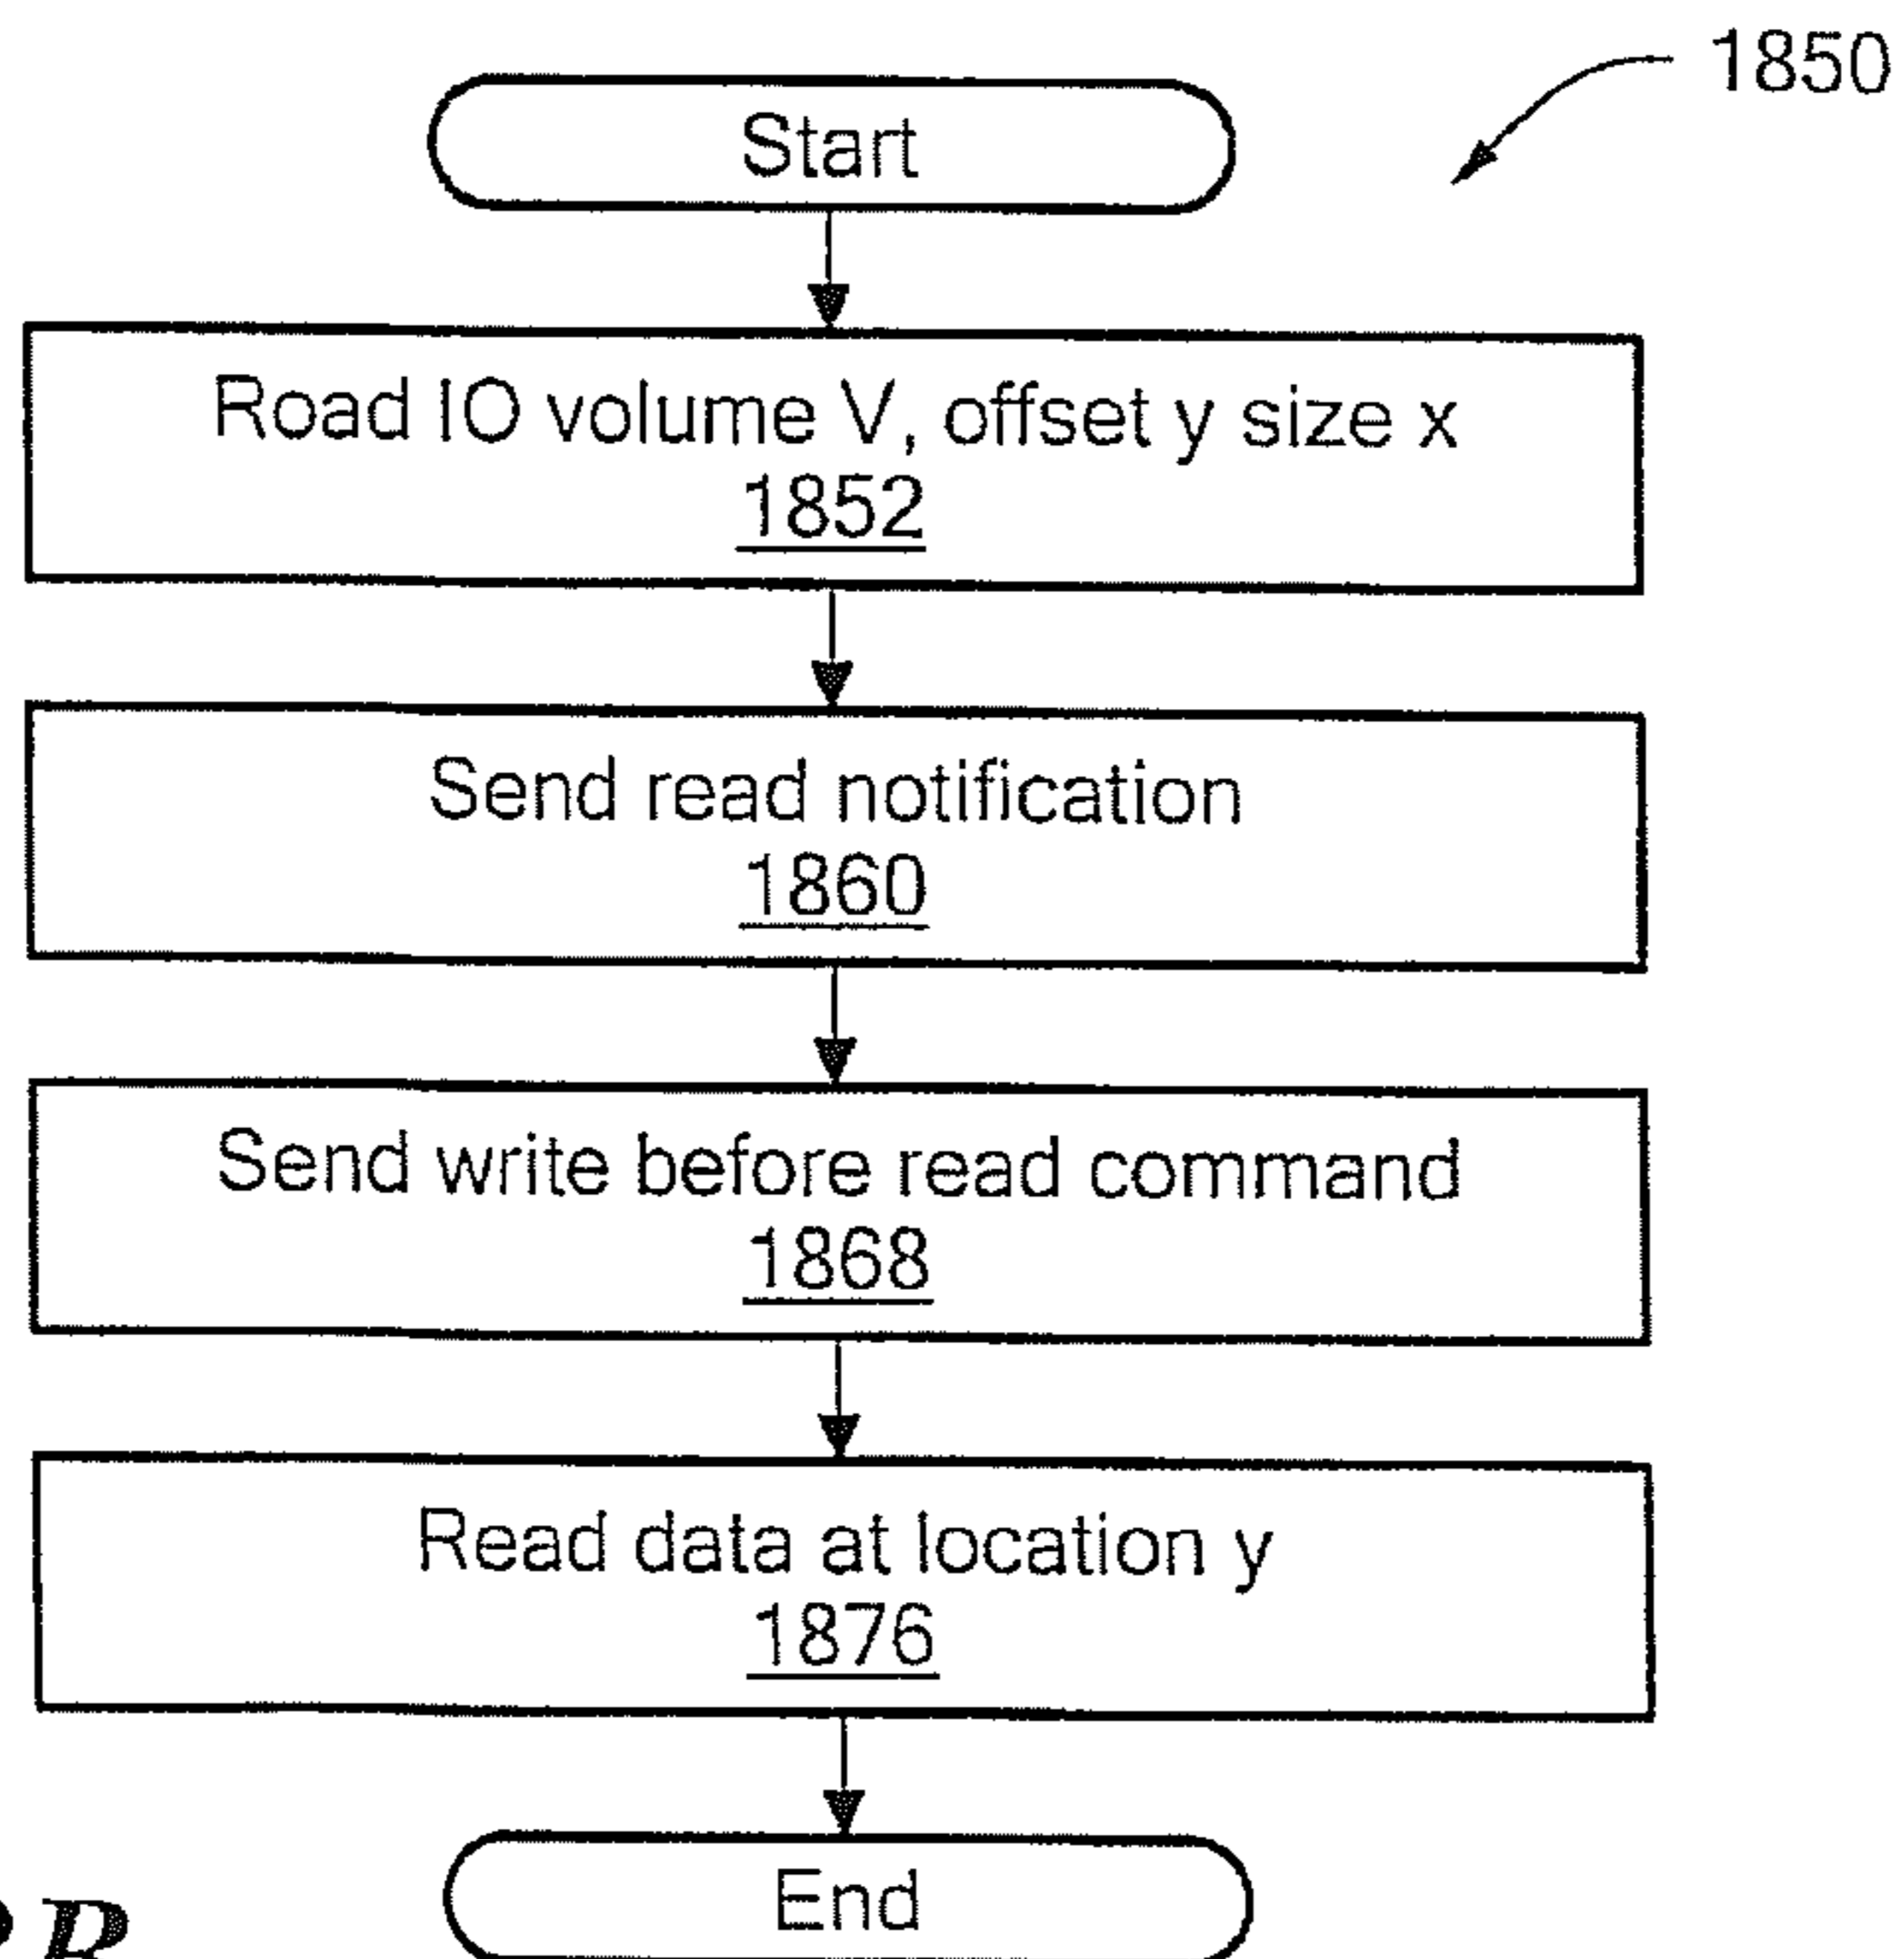 1850
Start
Road IO volume V, offset y size x
1852
Send read notification
1860
Send write before read command
1868
Read data at location y
1876
End